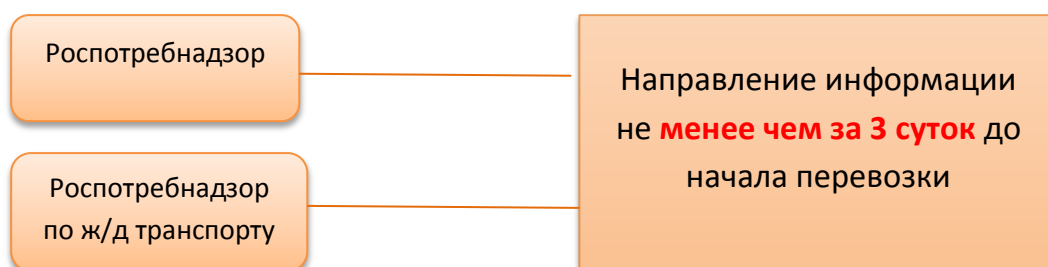 Роспотребнадзор
Роспотребнадзор
по ж/д транспорту
Направление информации
не менее чем за 3 суток до
начала перевозки